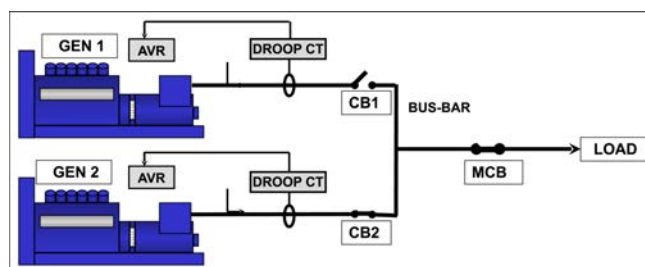 GEN 1
AVR
DROOP CT
CB1
BUS-BAR
MCB
LOAD
GEN 2
AVR
DROOP CT
CB2